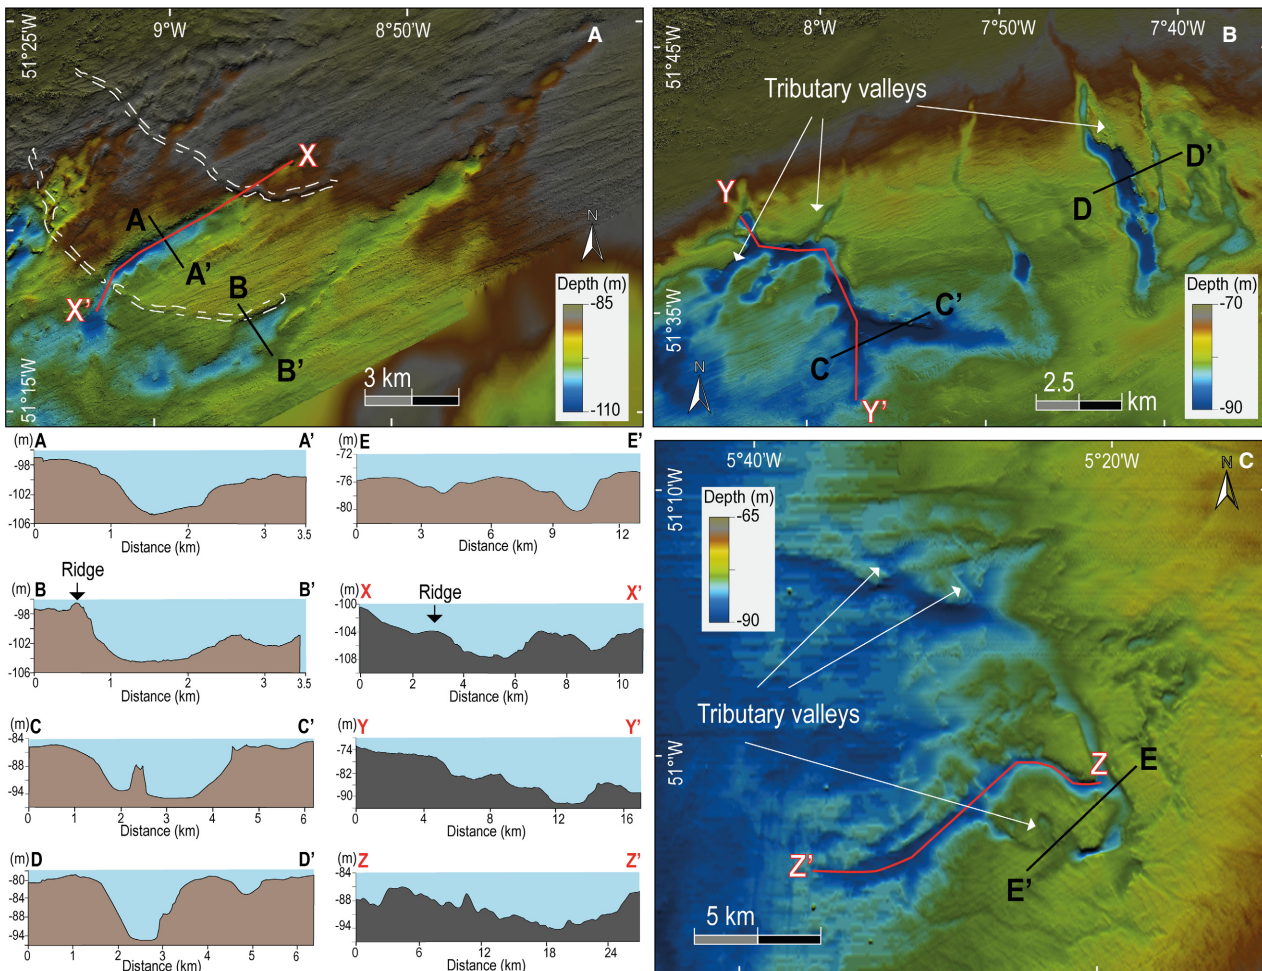 9°W 8°50'W A
51°25'W
X
A
A'
B
X'
B'
51°15'W
N
Depth (m)
-85
-110
3 km
8°W 7°50'W 7°40'W B
51°45'W
Tributary valleys
D'
D
Y
C'
C
Y'
51°35'W
N
2.5 km
Depth (m)
-70
-90
(m) A A'
-98
-102
-106
0 1 2 3 3.5
Distance (km)
(m) E E'
-72
-76
-80
0 3 6 9 12
Distance (km)
Ridge
(m) B B'
-98
-102
-106
0 1 1 3 3.5
Distance (km)
(m) X X'
Ridge
-100
-104
-108
0 2 4 6 8 10
Distance (km)
(m) C C'
-84
-88
-94
0 1 2 3 4 5 6
Distance (km)
(m) Y Y'
-74
-82
-90
0 4 8 12 16
Distance (km)
(m) D D'
-80
-84
-88
-94
0 1 2 3 4 5 6
Distance (km)
(m) Z Z'
-84
-88
-94
0 6 12 18 24
Distance (km)
5°40'W 5°20'W C
51°10'W
Depth (m)
-65
-90
N
Tributary valleys
51°W
Z
E
Z'
E'
5 km